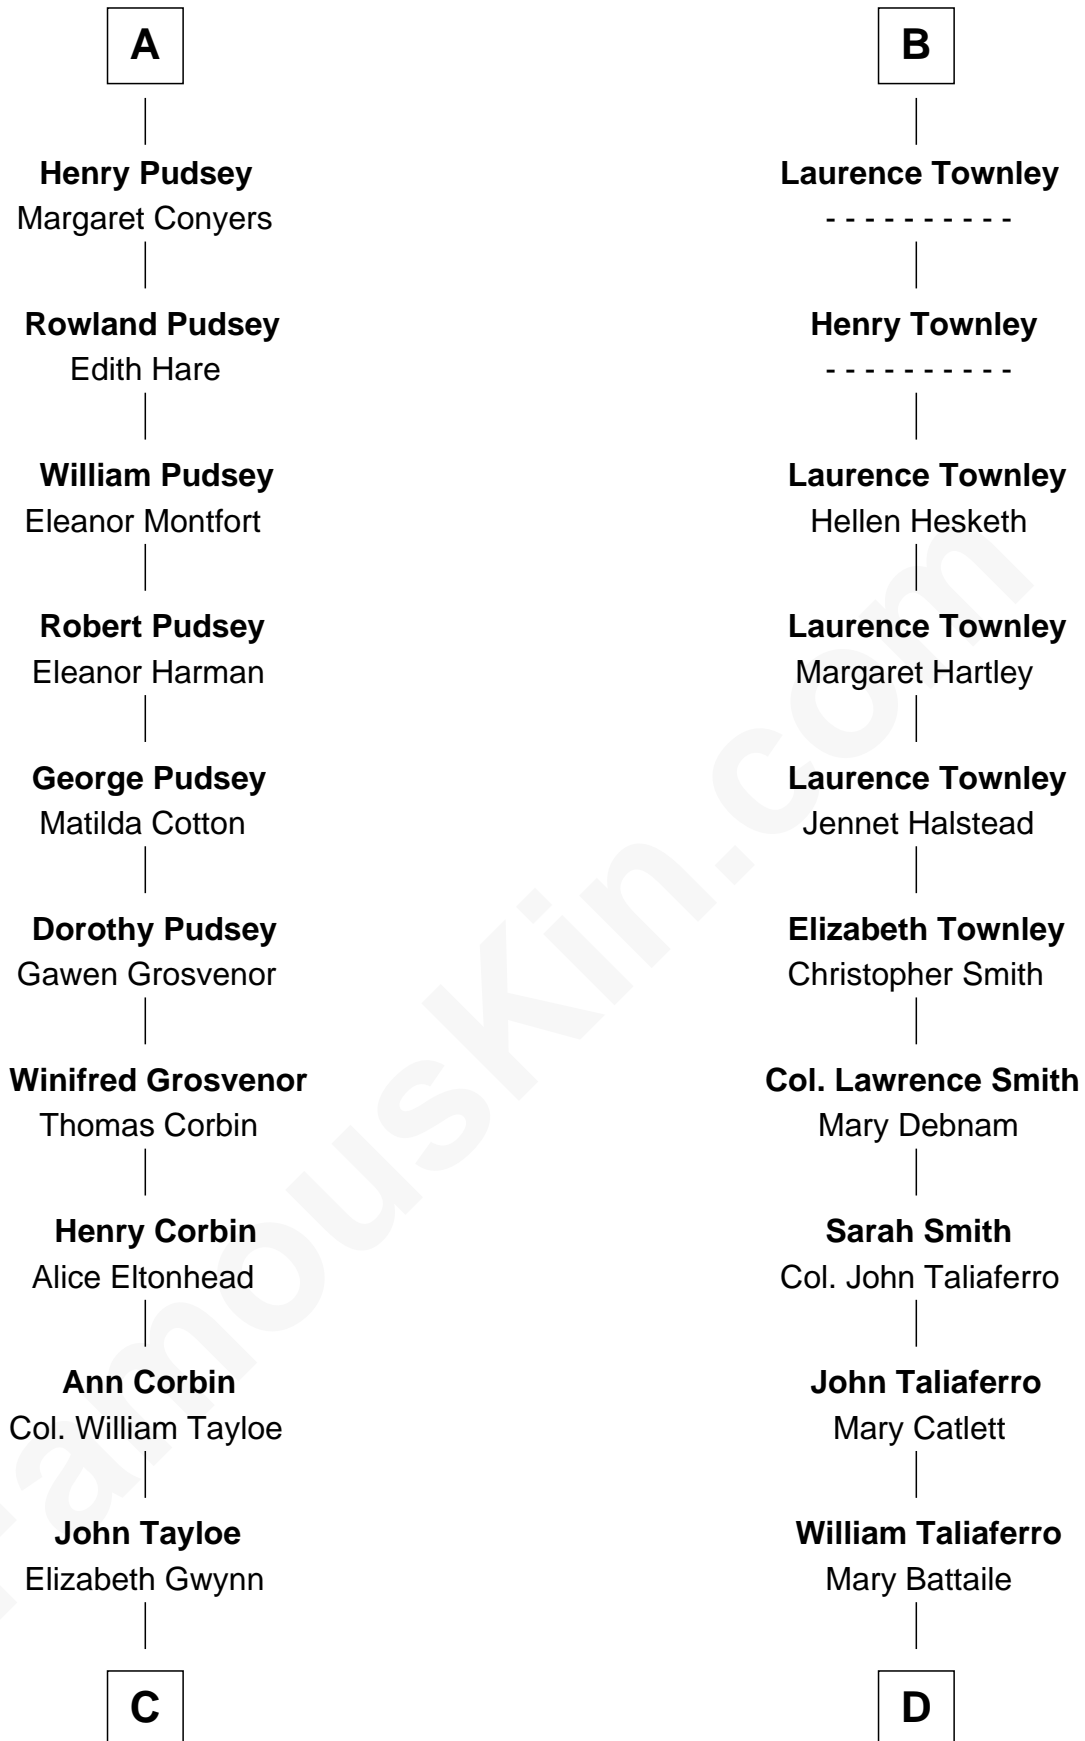 A
Henry Pudsey
Margaret Conyers
Rowland Pudsey
Edith Hare
William Pudsey
Eleanor Montfort
Robert Pudsey
Eleanor Harman
George Pudsey
Matilda Cotton
Dorothy Pudsey
Gawen Grosvenor
Winifred Grosvenor
Thomas Corbin
Henry Corbin
Alice Eltonhead
Ann Corbin
Col. William Tayloe
John Tayloe
Elizabeth Gwynn
C
B
Laurence Townley
- - - - - - - - - -
Henry Townley
- - - - - - - - - -
Laurence Townley
Hellen Hesketh
Laurence Townley
Margaret Hartley
Laurence Townley
Jennet Halstead
Elizabeth Townley
Christopher Smith
Col. Lawrence Smith
Mary Debnam
Sarah Smith
Col. John Taliaferro
John Taliaferro
Mary Catlett
William Taliaferro
Mary Battaile
D
FamousKin.com